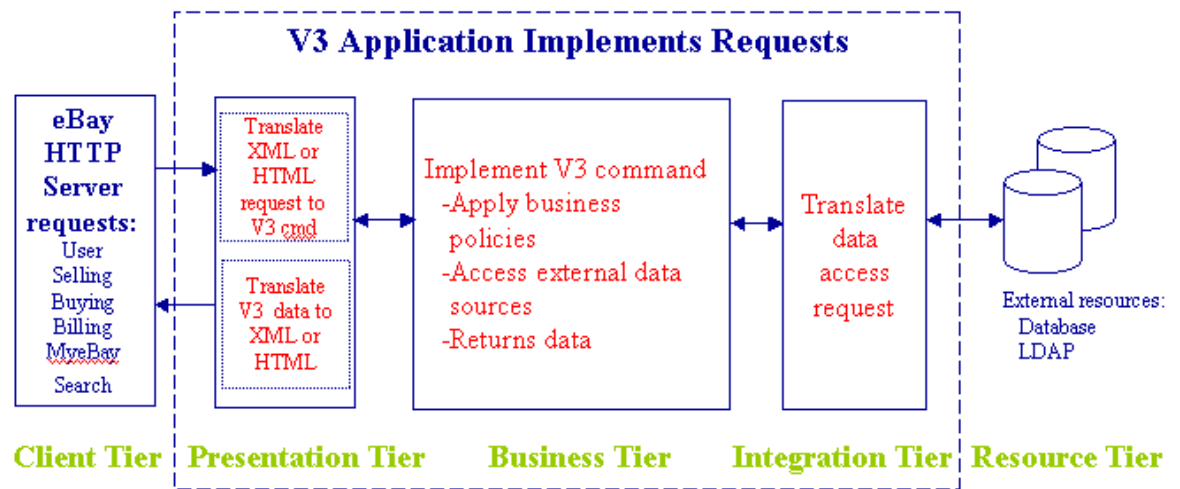 V3 Application Implements Requests
eBay
HTTP
Server
requests:
User
Selling
Buying
Billing
MyeBay
Search
Translate
XML or
HTML
request to
V3 cmd
Translate
V3 data to
XML or
HTML
Implement V3 command
-Apply business
policies
-Access external data
sources
-Returns data
Translate
data
access
request
External resources:
Database
LDAP
Client Tier
Presentation Tier
Business Tier
Integration Tier
Resource Tier